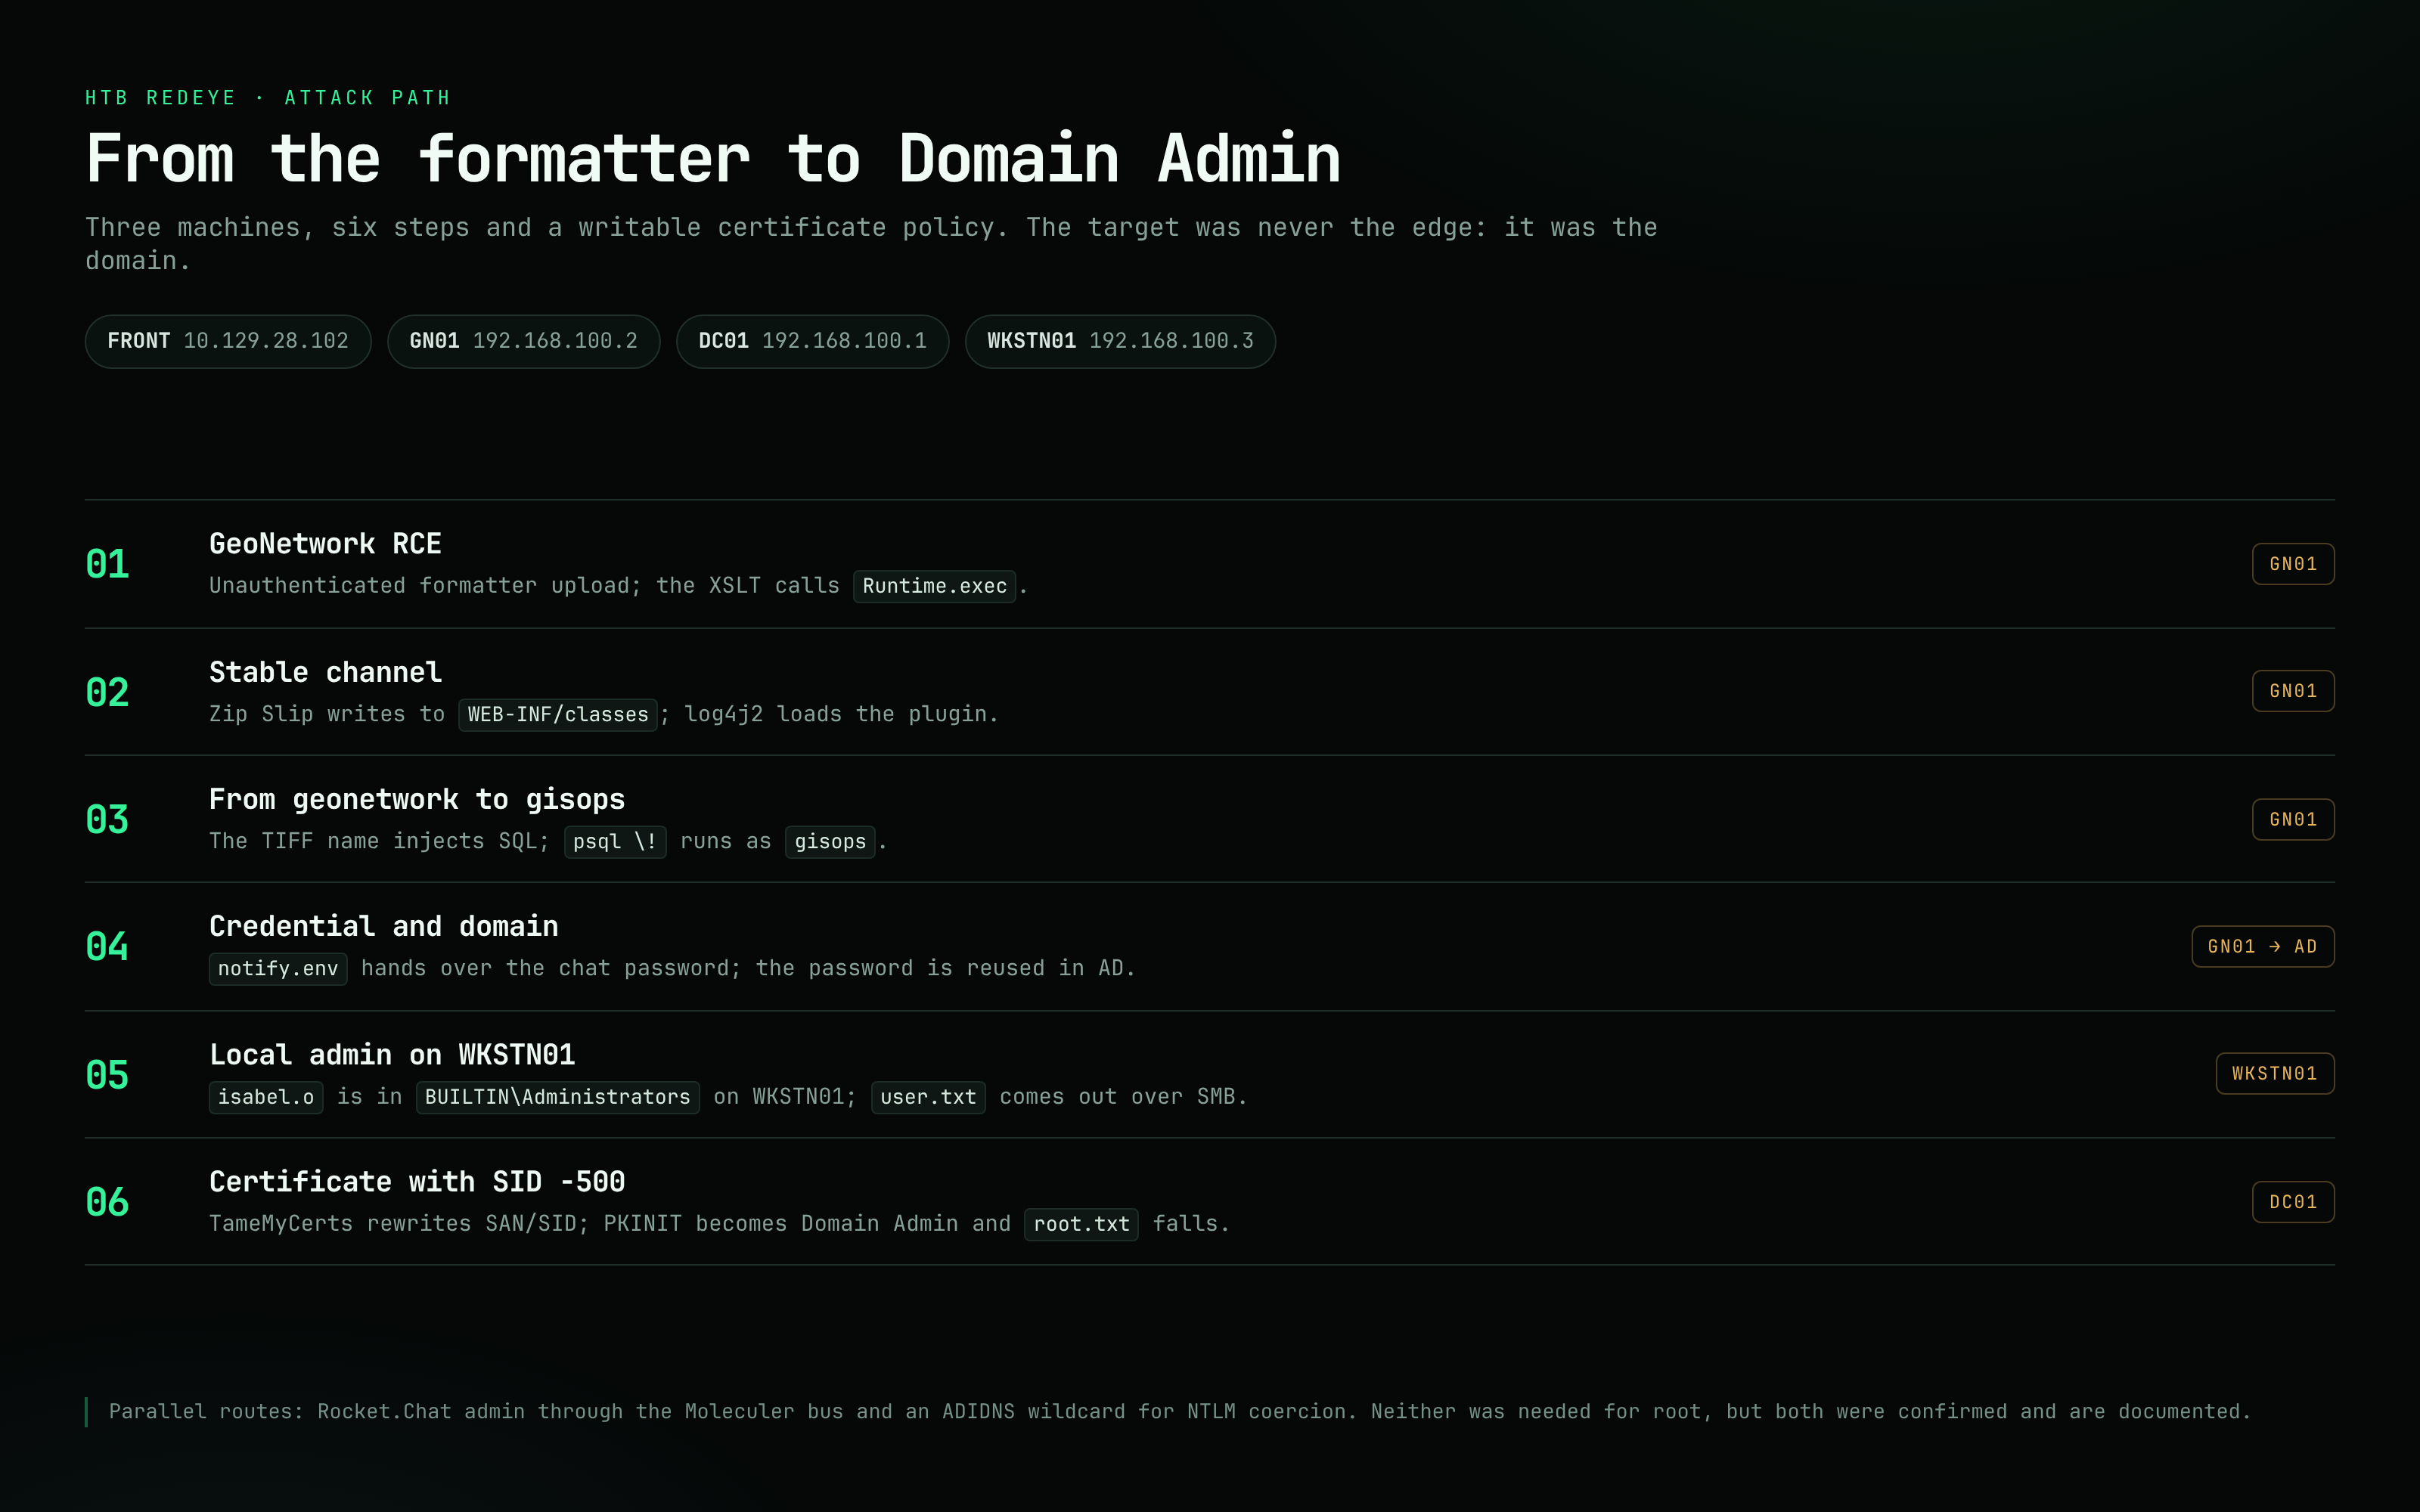 HTB REDEYE · ATTACK PATH
From the formatter to Domain Admin
Three machines, six steps and a writable certificate policy. The target was never the edge: it was the
domain.
FRONT 10.129.28.102 GN01 192.168.100.2 DC01 192.168.100.1 WKSTN01 192.168.100.3
01
GeoNetwork RCE
Unauthenticated formatter upload; the XSLT calls Runtime.exec.
GN01
02
Stable channel
Zip Slip writes to WEB-INF/classes; log4j2 loads the plugin.
GN01
03
From geonetwork to gisops
The TIFF name injects SQL; psql \! runs as gisops.
GN01
04
Credential and domain
notify.env hands over the chat password; the password is reused in AD.
GN01 → AD
05
Local admin on WKSTN01
isabel.o is in BUILTIN\Administrators on WKSTN01; user.txt comes out over SMB.
WKSTN01
06
Certificate with SID -500
TameMyCerts rewrites SAN/SID; PKINIT becomes Domain Admin and root.txt falls.
DC01
Parallel routes: Rocket.Chat admin through the Moleculer bus and an ADIDNS wildcard for NTLM coercion. Neither was needed for root, but both were confirmed and are documented.